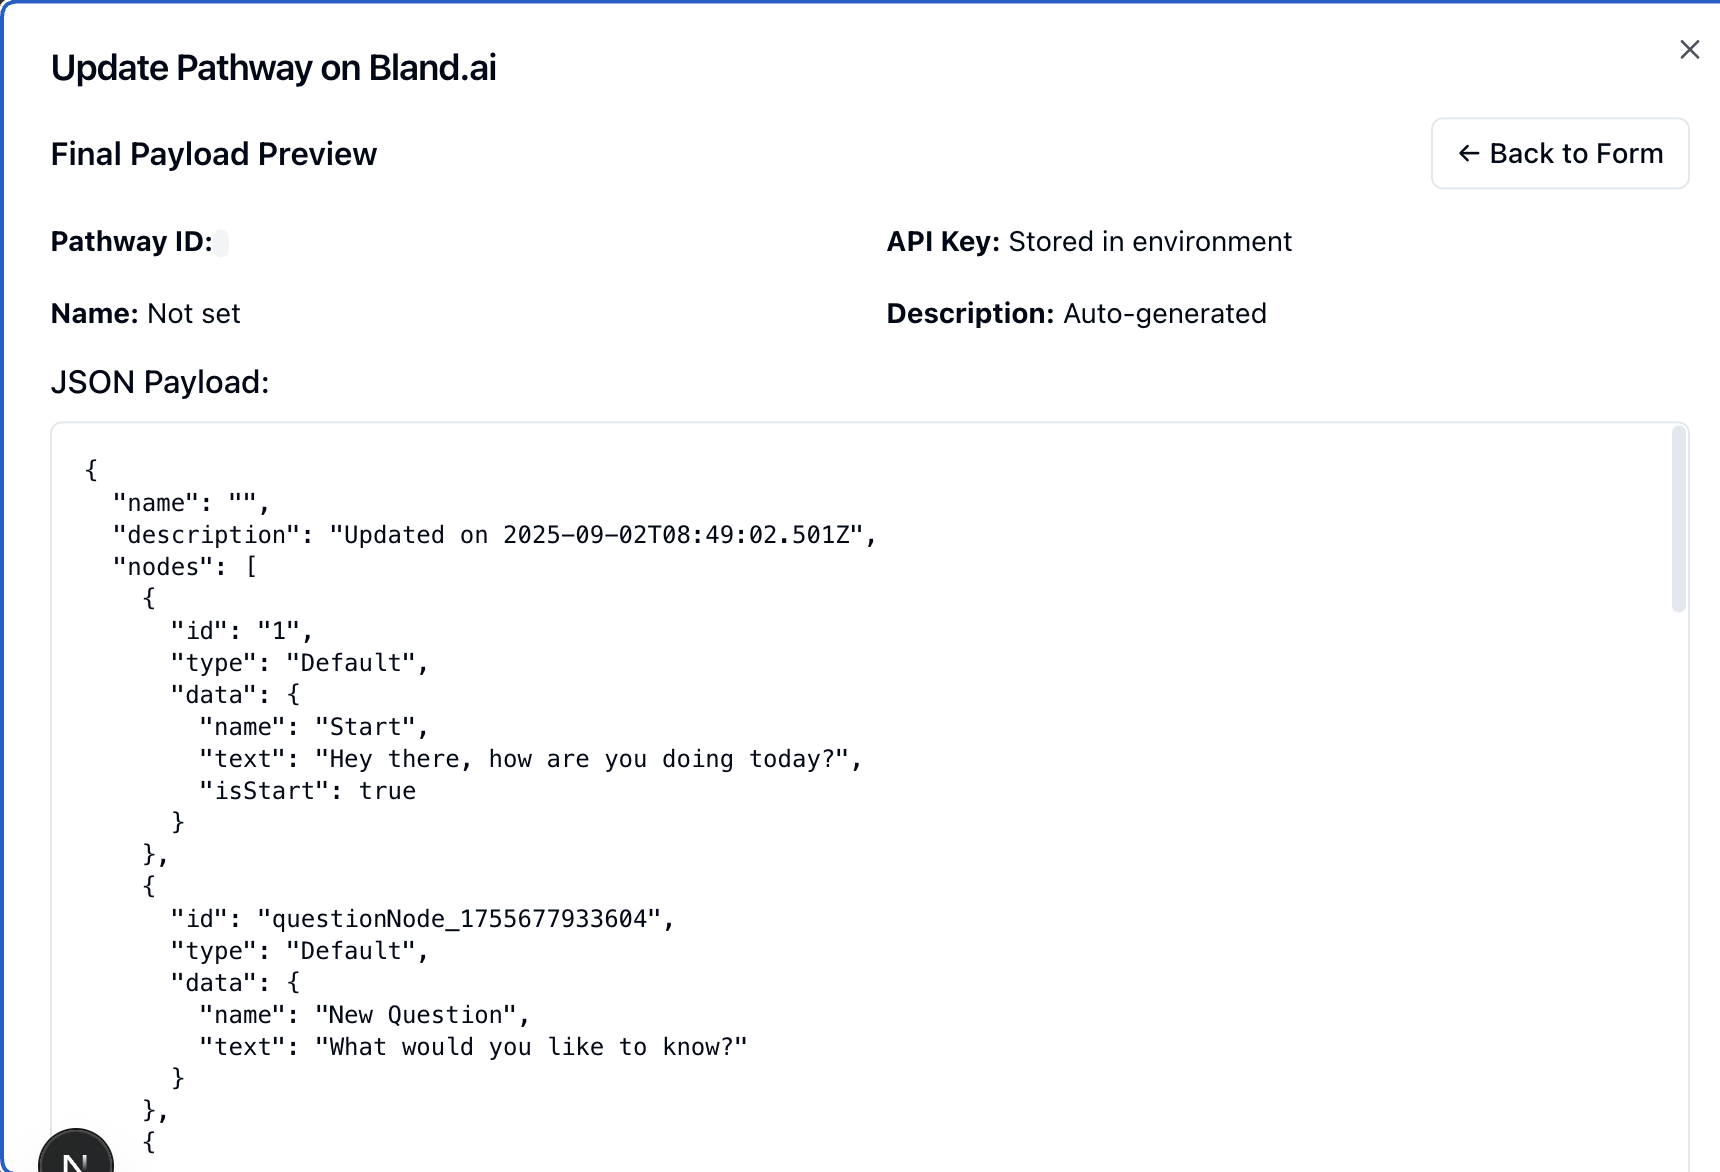 Update Pathway on Bland.ai
Final Payload Preview
← Back to Form
Pathway ID:
API Key: Stored in environment
Name: Not set
Description: Auto-generated
JSON Payload:
{
  "name": "",
  "description": "Updated on 2025-09-02T08:49:02.501Z",
  "nodes": [
    {
      "id": "1",
      "type": "Default",
      "data": {
        "name": "Start",
        "text": "Hey there, how are you doing today?",
        "isStart": true
      }
    },
    {
      "id": "questionNode_1755677933604",
      "type": "Default",
      "data": {
        "name": "New Question",
        "text": "What would you like to know?"
      }
    },
    {
N